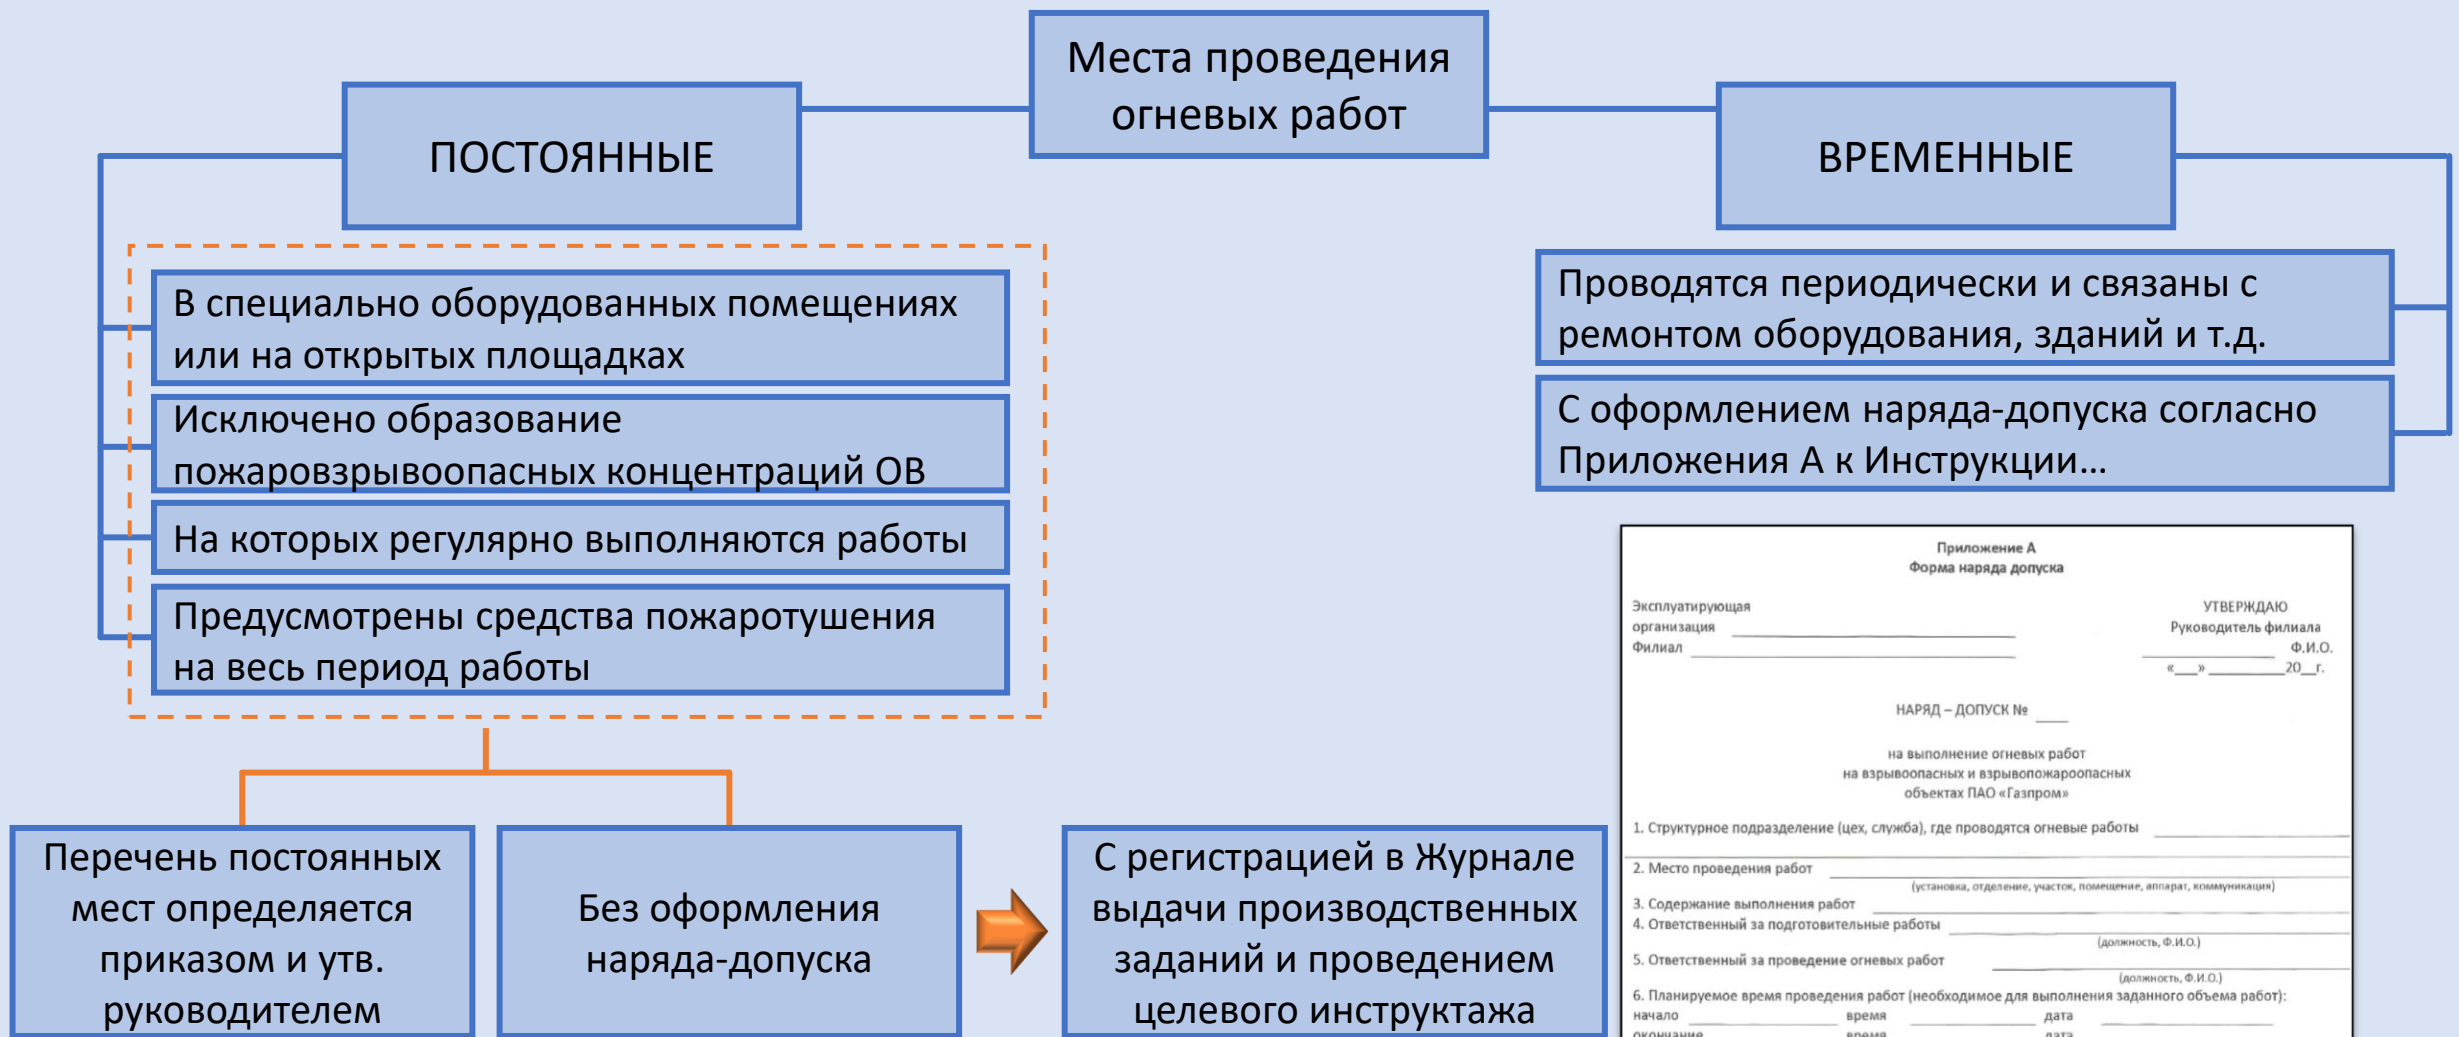 Места проведения
огневых работ
ПОСТОЯННЫЕ
ВРЕМЕННЫЕ
В специально оборудованных помещениях
или на открытых площадках
Исключено образование
пожаровзрывоопасных концентраций ОВ
На которых регулярно выполняются работы
Предусмотрены средства пожаротушения
на весь период работы
Перечень постоянных
мест определяется
приказом и утв.
руководителем
Без оформления
наряда-допуска
С регистрацией в Журнале
выдачи производственных
заданий и проведением
целевого инструктажа
Проводятся периодически и связаны с
ремонтом оборудования, зданий и т.д.
С оформлением наряда-допуска согласно
Приложения А к Инструкции...
Приложение А
Форма наряда допуска
Эксплуатирующая
организация
Филиал
УТВЕРЖДАЮ
Руководитель филиала
Ф.И.О.
«___» __________20__г.
НАРЯД – ДОПУСК № ____
на выполнение огневых работ
на взрывоопасных и взрывопожароопасных
объектах ПАО «Газпром»
1. Структурное подразделение (цех, служба), где проводятся огневые работы
2. Место проведения работ
(установка, отделение, участок, помещение, аппарат, коммуникация)
3. Содержание выполнения работ
4. Ответственный за подготовительные работы
(должность, Ф.И.О.)
5. Ответственный за проведение огневых работ
(должность, Ф.И.О.)
6. Планируемое время проведения работ (необходимое для выполнения заданного объема работ):
начало время дата
окончание время дата